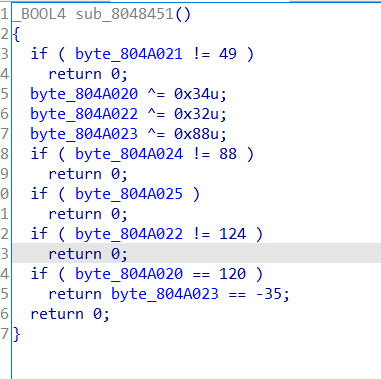 1 _BOOL4 sub_8048451()
2 {
3 if ( byte_804A021 != 49 )
4 return 0;
5 byte_804A020 ^= 0x34u;
6 byte_804A022 ^= 0x32u;
7 byte_804A023 ^= 0x88u;
8 if ( byte_804A024 != 88 )
9 return 0;
0 if ( byte_804A025 )
1 return 0;
2 if ( byte_804A022 != 124 )
3 return 0;
4 if ( byte_804A020 == 120 )
5 return byte_804A023 == -35;
6 return 0;
7 }